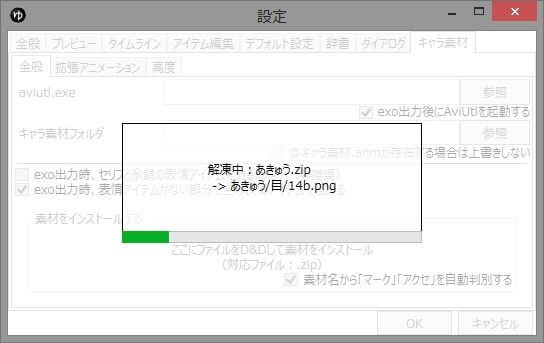 設定
全般 プレビュー タイムライン アイテム編集 デフォルト設定 辞書 ダイアログ キャラ素材
全般 拡張アニメーション 高度
aviutl.exe 参照
exo出力後にAviUtlを起動する
キャラ素材フォルダ 参照
@キャラ素材.anmが存在する場合は上書きしない
解凍中:あきゅう.zip
-> あきゅう/目/14b.png
exo出力時、セリフと余韻の表情アイ
exo出力時、表情アイテムがない部分
素材をインストールする
ここにファイルをD&Dして素材をインストール
(対応ファイル:.zip)
素材名から「マーク」「アクセ」を自動判別する
OK キャンセル